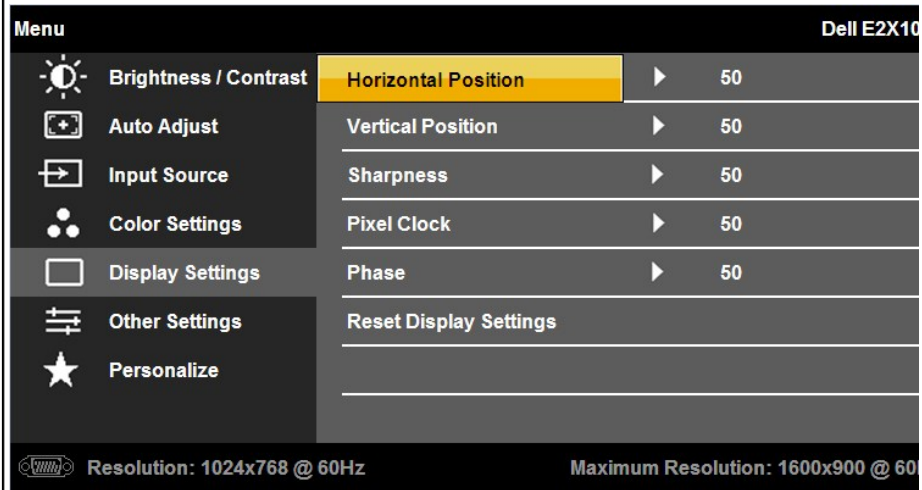 Menu Dell E2X10
Brightness / Contrast Horizontal Position 50
Auto Adjust Vertical Position 50
Input Source Sharpness 50
Color Settings Pixel Clock 50
Display Settings Phase 50
Other Settings Reset Display Settings
Personalize
Resolution: 1024x768 @ 60Hz Maximum Resolution: 1600x900 @ 60